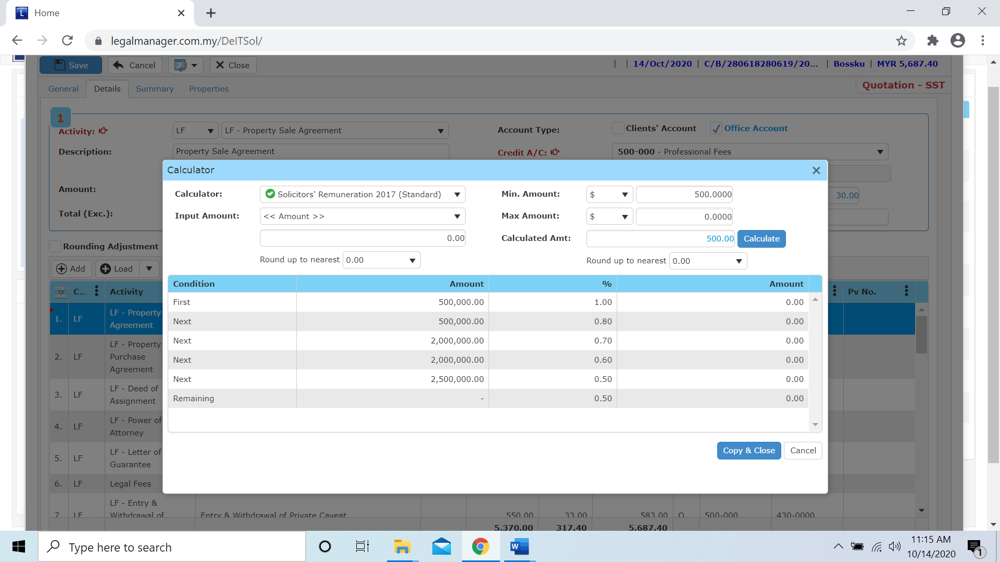 Home
legalmanager.com.my/DeITSol/
Save Cancel Close | | 14/Oct/2020 | C/B/280618280619/20... | Bossku | MYR 5,687.40
General Details Summary Properties Quotation - SST
1
Activity: LF LF - Property Sale Agreement Account Type: Clients' Account Office Account
Description: Property Sale Agreement Credit A/C: 500-000 - Professional Fees
Calculator
Amount: 30.00
Total (Exc.):
Calculator: Solicitors' Remuneration 2017 (Standard) Min. Amount: $ 500.0000
Input Amount: << Amount >> Max Amount: $ 0.0000
0.00 Calculated Amt: 500.00 Calculate
Round up to nearest 0.00 Round up to nearest 0.00
Rounding Adjustment
Add Load
Condition Amount % Amount
First 500,000.00 1.00 0.00
Next 500,000.00 0.80 0.00
Next 2,000,000.00 0.70 0.00
Next 2,000,000.00 0.60 0.00
Next 2,500,000.00 0.50 0.00
Remaining - 0.50 0.00
Copy & Close Cancel
C... Activity Pv No.
1. LF LF - Property
Agreement
2. LF LF - Property
Purchase
Agreement
3. LF LF - Deed of
Assignment
4. LF LF - Power of
Attorney
5. LF LF - Letter of
Guarantee
6. LF Legal Fees
LF - Entry &
7 LF Withdrawal of Entry & Withdrawal of Private Caveat 550.00 33.00 583.00 O 500-000 430-0000
5,370.00 317.40 5,687.40
Type here to search
11:15 AM
10/14/2020
1